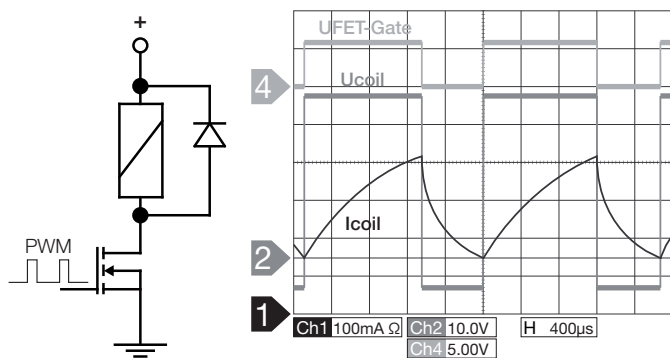 +
PWM
UFET-Gate
4
Ucoil
Icoil
2
1
Ch1 100mA Ω Ch2 10.0V H 400µs
Ch4 5.00V